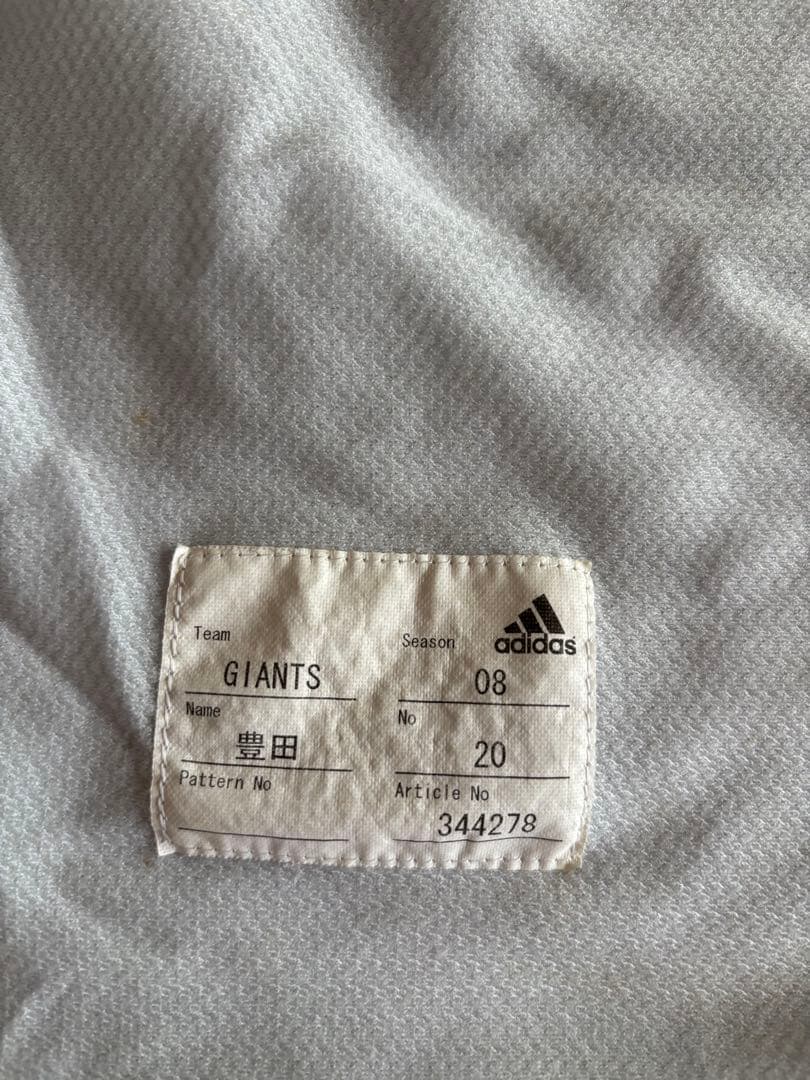 adidas
Team Season
GIANTS 08
Name No
豊田 20
Pattern No Article No
344278